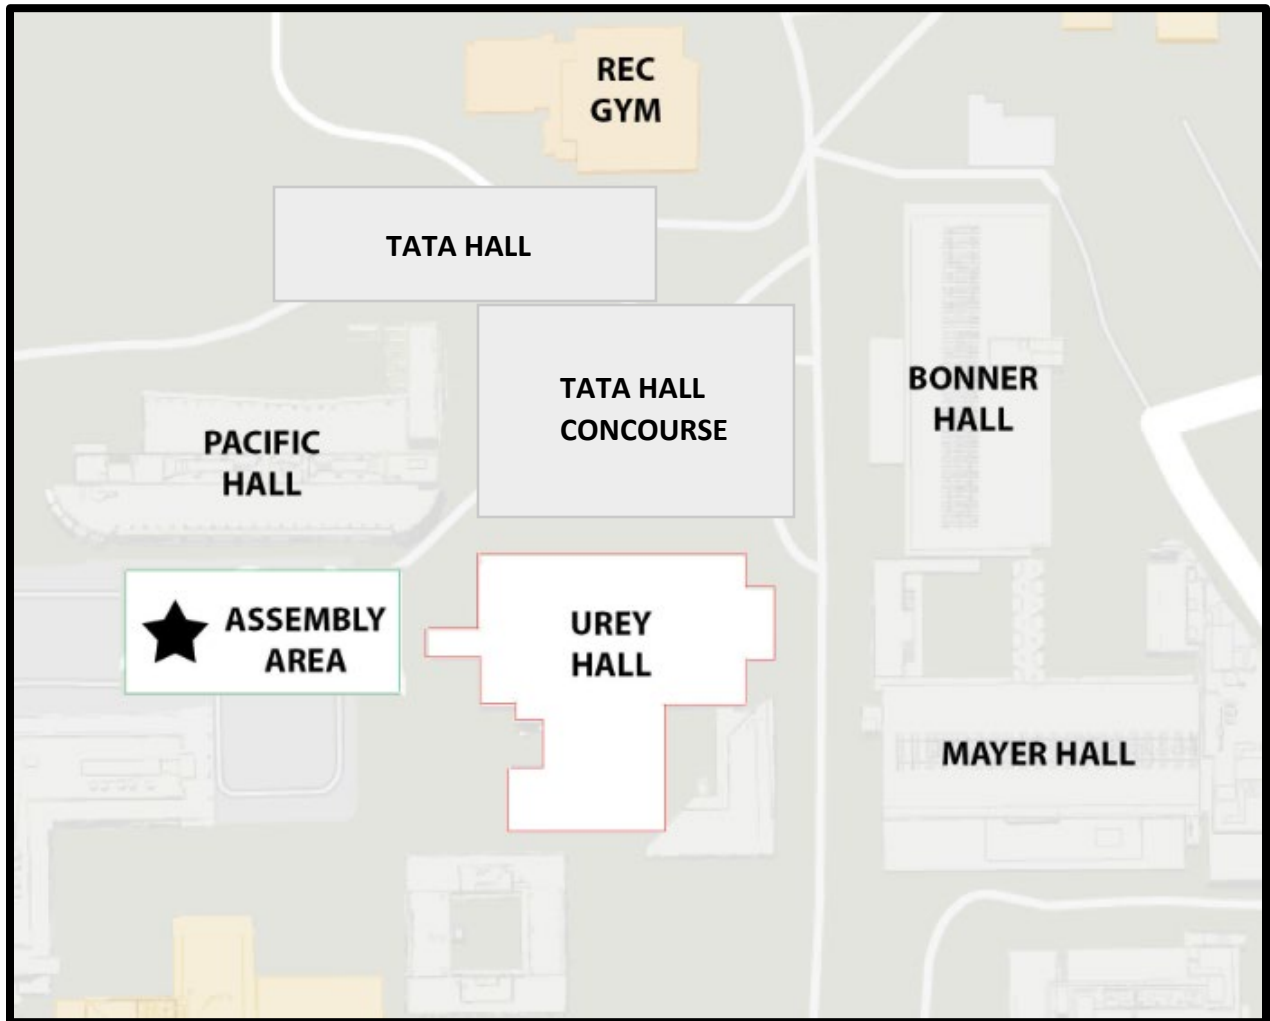 REC
GYM
TATA HALL
TATA HALL
CONCOURSE
BONNER
HALL
PACIFIC
HALL
ASSEMBLY
AREA
UREY
HALL
MAYER HALL